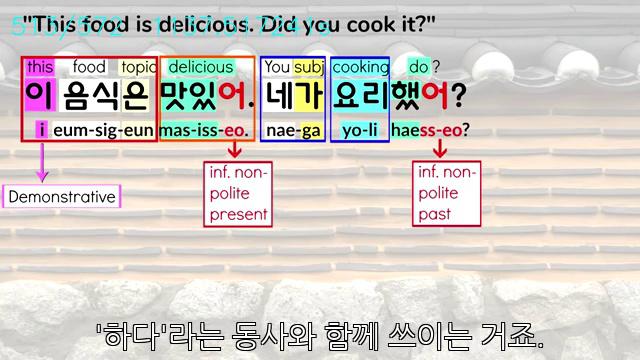 "This food is delicious. Did you cook it?"
this food topic delicious You subj cooking do ?
이 음식은 맛있어. 네가 요리했어?
i eum-sig-eun mas-iss-eo. nae-ga yo-li haess-eo?
Demonstrative
inf. non-
polite
present
inf. non-
polite
past
'하다'라는 동사와 함께 쓰이는 거죠.